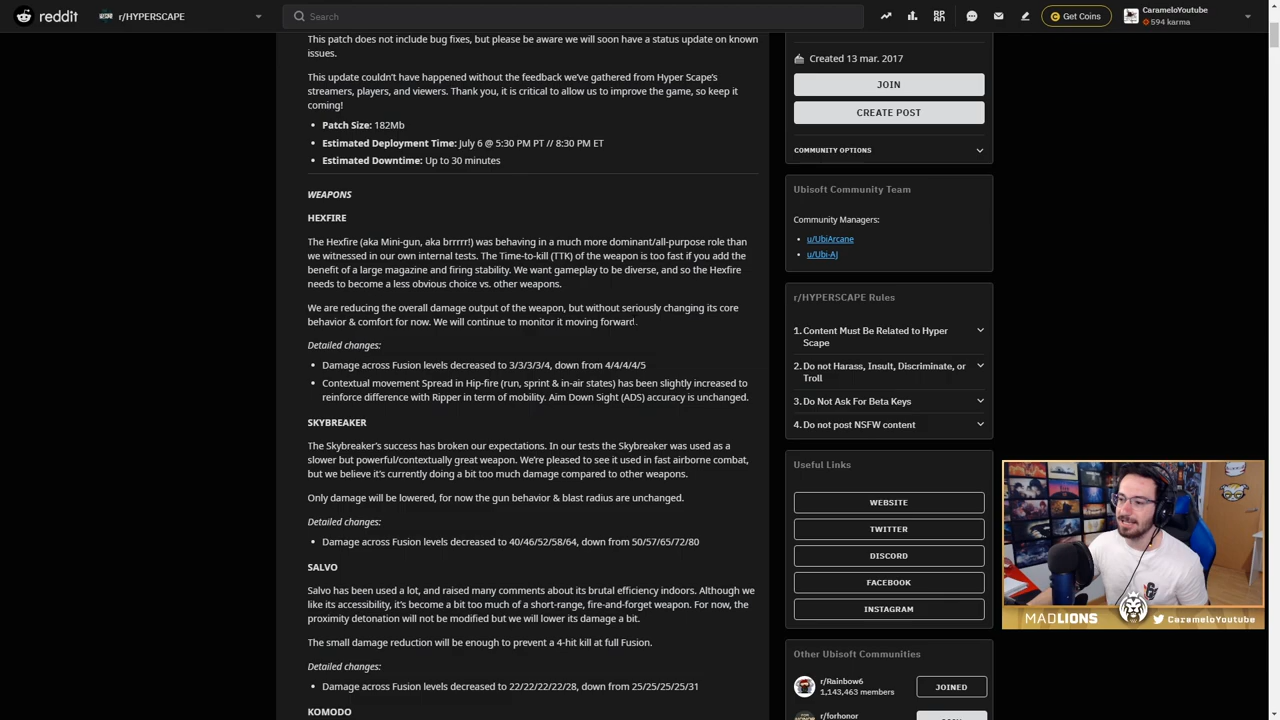 reddit
r/HYPERSCAPE
Search
Get Coins
CarameloYoutube
594 karma
This patch does not include bug fixes, but please be aware we will soon have a status update on known
issues.
This update couldn't have happened without the feedback we've gathered from Hyper Scape's
streamers, players, and viewers. Thank you, it is critical to allow us to improve the game, so keep it
coming!
• Patch Size: 182Mb
• Estimated Deployment Time: July 6 @ 5:30 PM PT // 8:30 PM ET
• Estimated Downtime: Up to 30 minutes
WEAPONS
HEXFIRE
The Hexfire (aka Mini-gun, aka brrrrr!) was behaving in a much more dominant/all-purpose role than
we witnessed in our own internal tests. The Time-to-kill (TTK) of the weapon is too fast if you add the
benefit of a large magazine and firing stability. We want gameplay to be diverse, and so the Hexfire
needs to become a less obvious choice vs. other weapons.
We are reducing the overall damage output of the weapon, but without seriously changing its core
behavior & comfort for now. We will continue to monitor it moving forward.
Detailed changes:
• Damage across Fusion levels decreased to 3/3/3/3/4, down from 4/4/4/4/5
• Contextual movement Spread in Hip-fire (run, sprint & in-air states) has been slightly increased to
reinforce difference with Ripper in term of mobility. Aim Down Sight (ADS) accuracy is unchanged.
SKYBREAKER
The Skybreaker's success has broken our expectations. In our tests the Skybreaker was used as a
slower but powerful/contextually great weapon. We're pleased to see it used in fast airborne combat,
but we believe it's currently doing a bit too much damage compared to other weapons.
Only damage will be lowered, for now the gun behavior & blast radius are unchanged.
Detailed changes:
• Damage across Fusion levels decreased to 40/46/52/58/64, down from 50/57/65/72/80
SALVO
Salvo has been used a lot, and raised many comments about its brutal efficiency indoors. Although we
like its accessibility, it's become a bit too much of a short-range, fire-and-forget weapon. For now, the
proximity detonation will not be modified but we will lower its damage a bit.
The small damage reduction will be enough to prevent a 4-hit kill at full Fusion.
Detailed changes:
• Damage across Fusion levels decreased to 22/22/22/22/28, down from 25/25/25/25/31
KOMODO
Created 13 mar. 2017
JOIN
CREATE POST
COMMUNITY OPTIONS
Ubisoft Community Team
Community Managers:
• u/UbiArcane
• u/Ubi-AJ
r/HYPERSCAPE Rules
1. Content Must Be Related to Hyper
Scape
2. Do not Harass, Insult, Discriminate, or
Troll
3. Do Not Ask For Beta Keys
4. Do not post NSFW content
Useful Links
WEBSITE
TWITTER
DISCORD
FACEBOOK
INSTAGRAM
Other Ubisoft Communities
r/Rainbow6
1,143,463 members
JOINED
r/forhonor
MADLIONS
CarameloYoutube